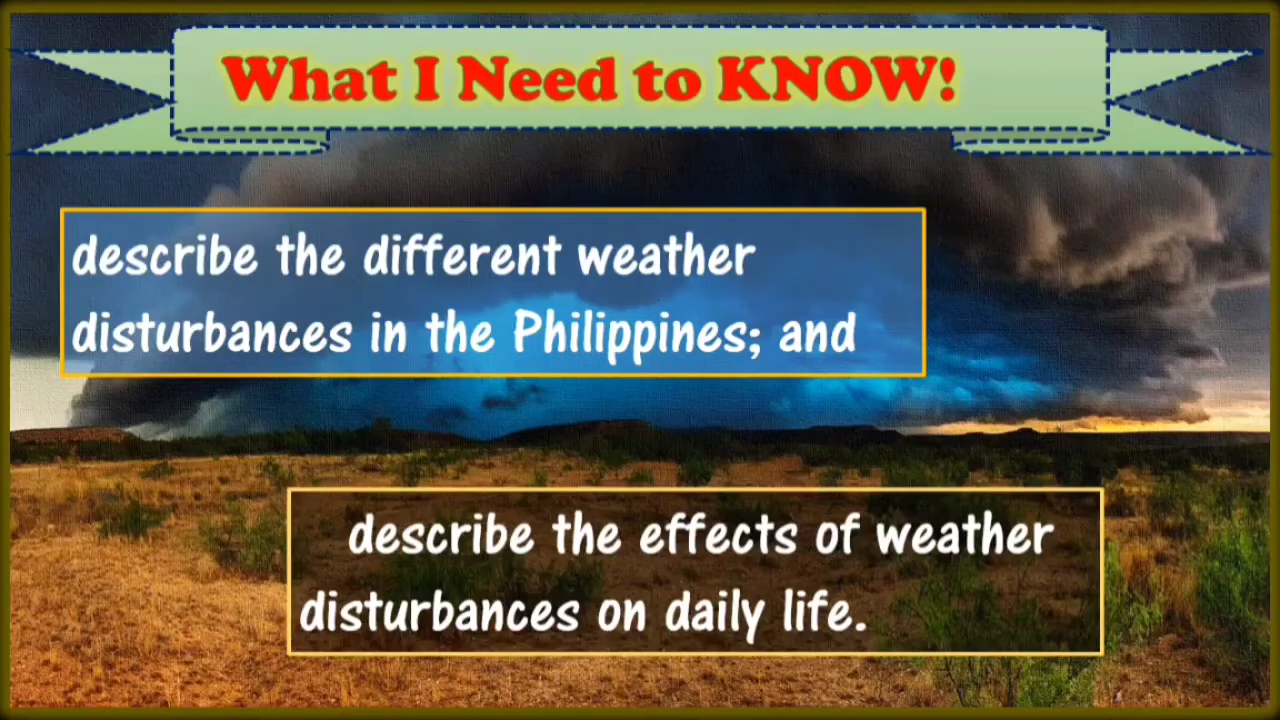 What I Need to KNOW!
describe the different weather
disturbances in the Philippines; and
describe the effects of weather
disturbances on daily life.